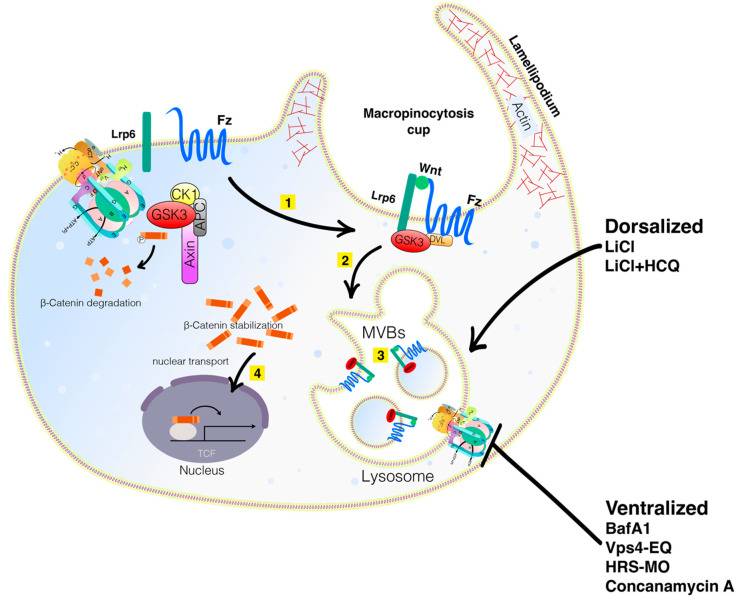 Lamellipodium
Actin
Macropinocytosis
cup
Lrp6
Fz
Wnt
Lrp6
Fz
CK1
GSK3
APC
Axin
P
1
GSK3
DVL
2
β-Catenin degradation
β-Catenin stabilization
nuclear transport
4
TCF
Nucleus
MVBs
3
Lysosome
Dorsalized
LiCl
LiCl+HCQ
Ventralized
BafA1
Vps4-EQ
HRS-MO
Concanamycin A